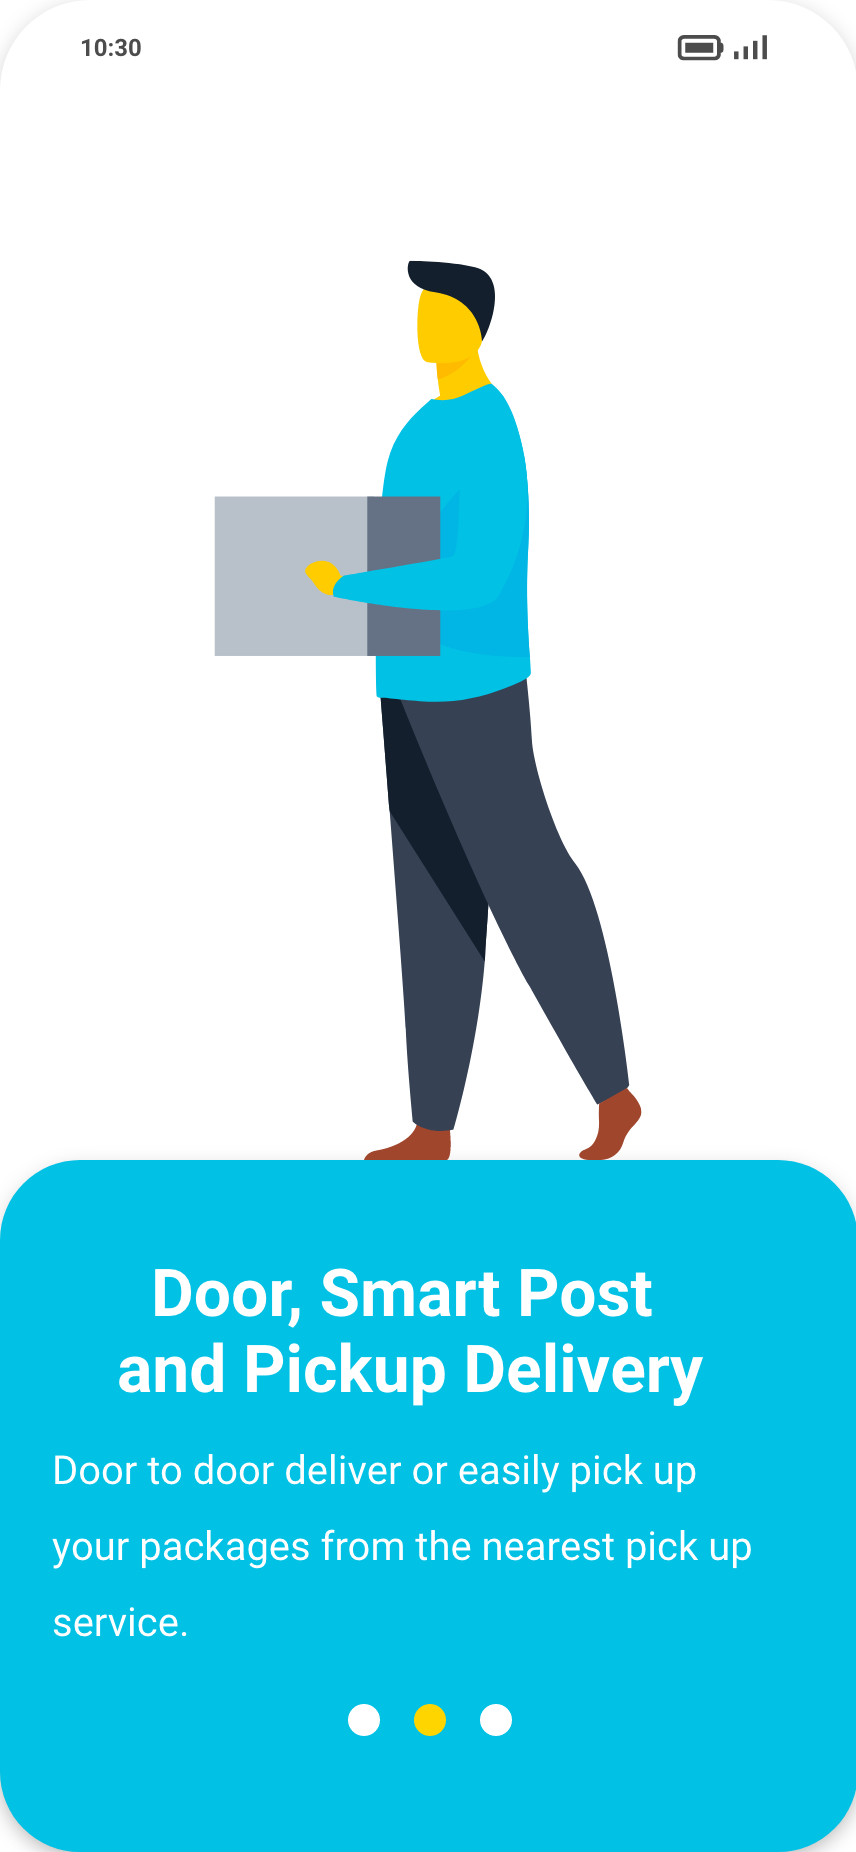 10:30
Door, Smart Post
and Pickup Delivery
Door to door deliver or easily pick up
your packages from the nearest pick up
service.